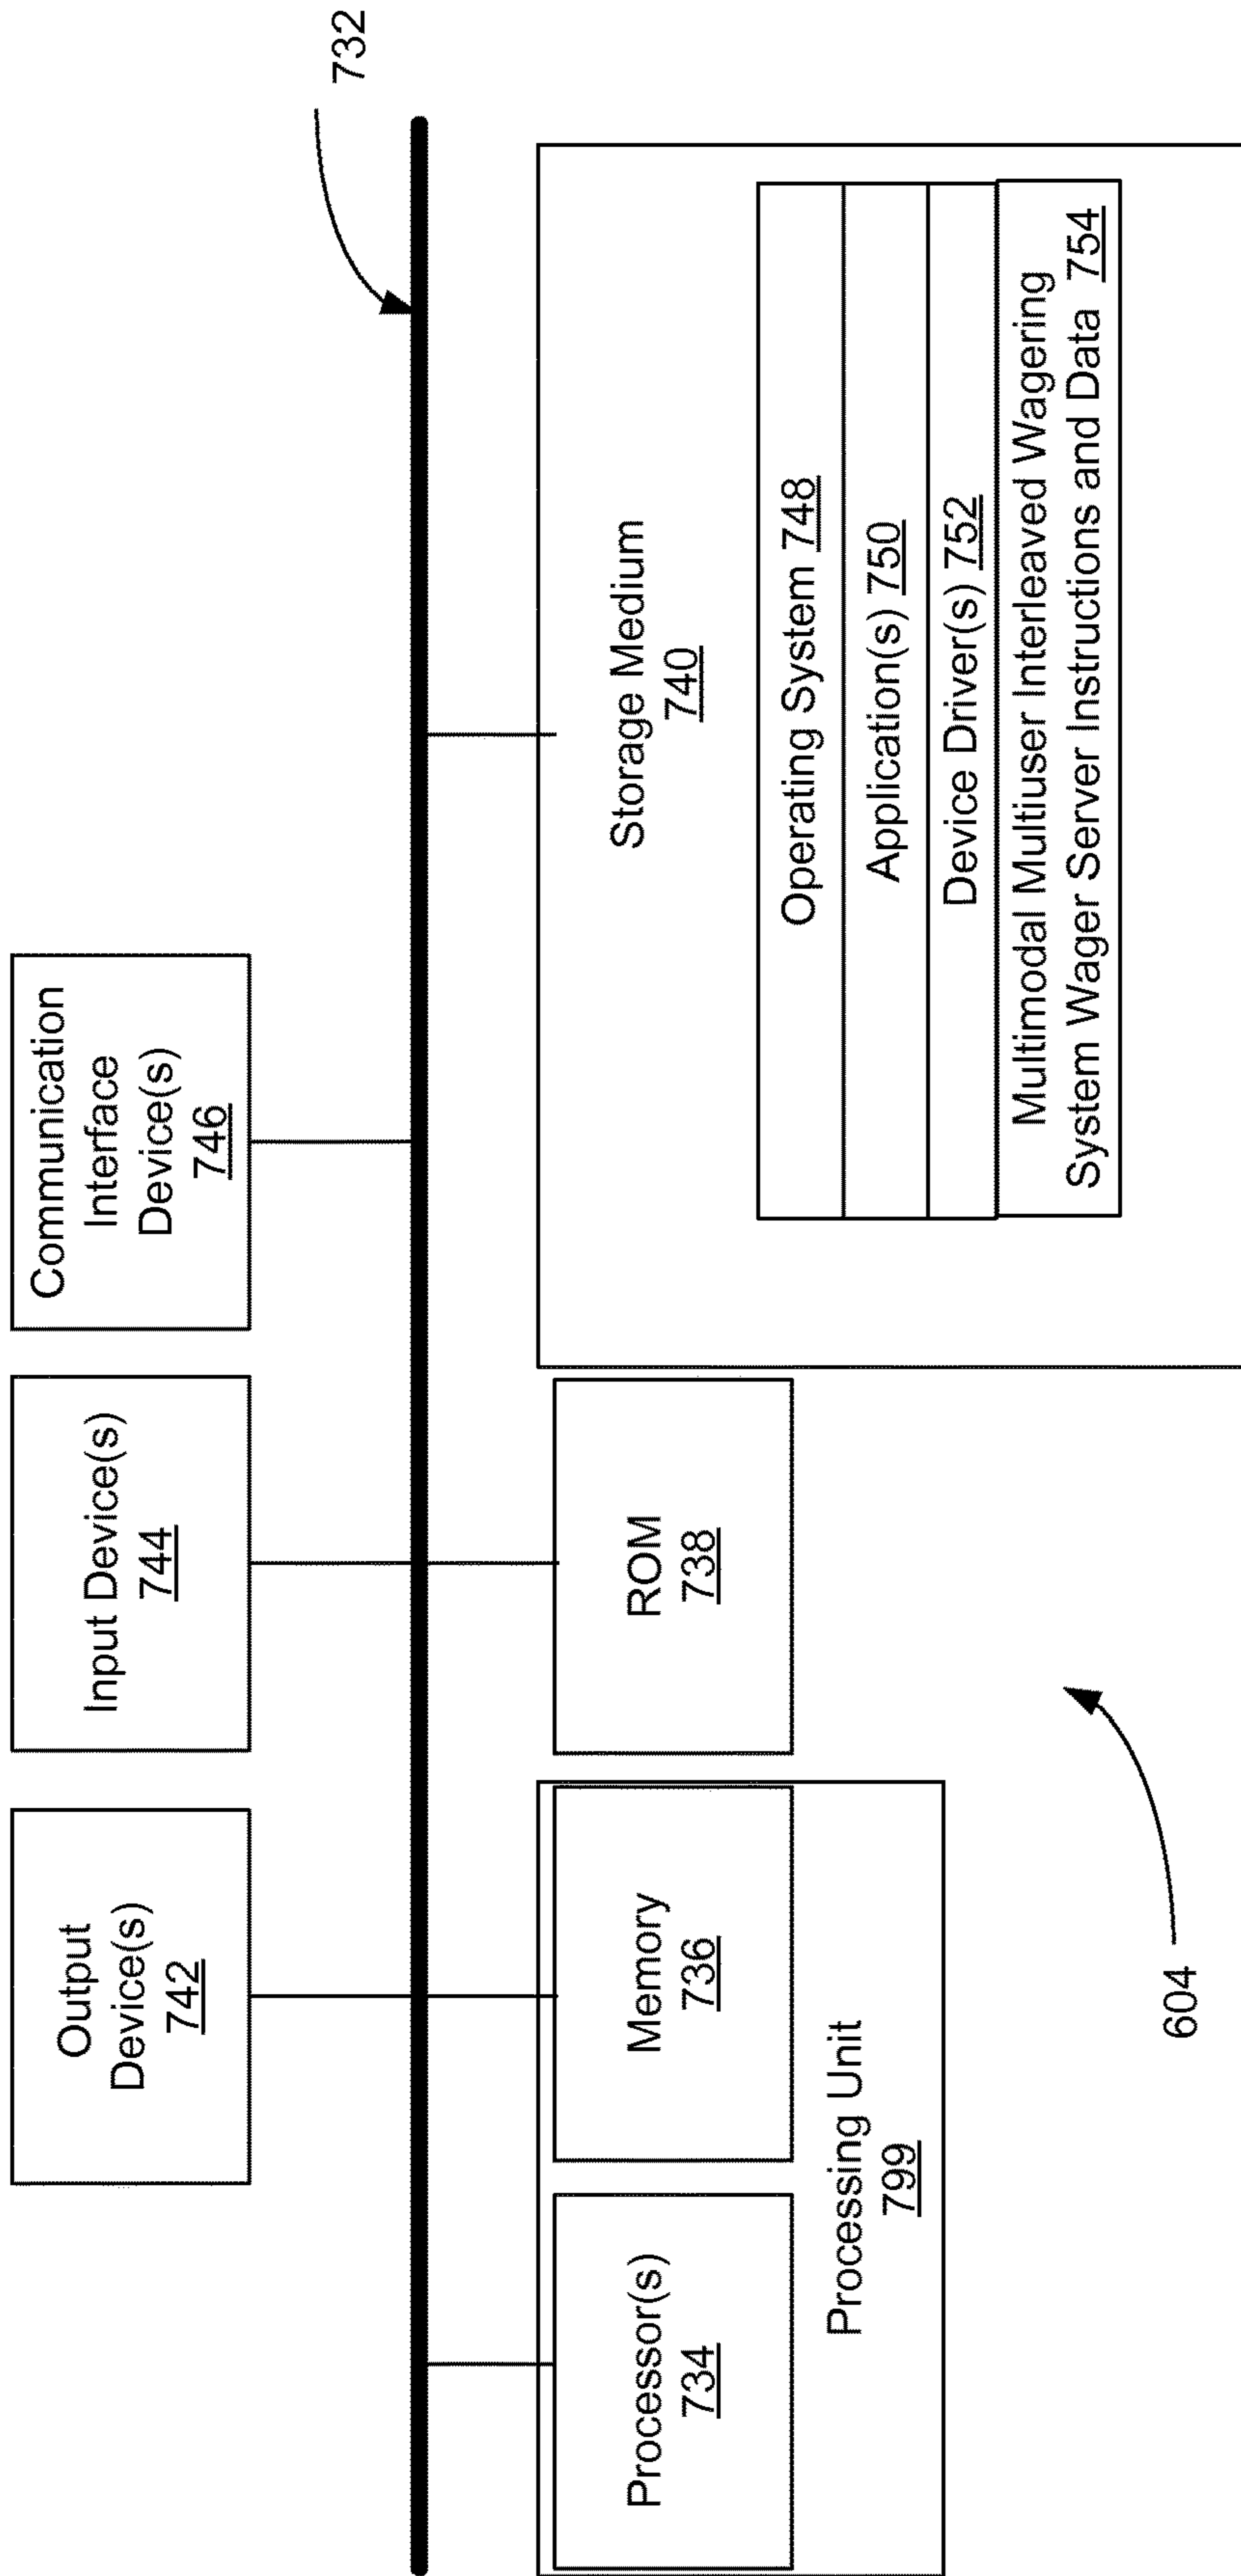 732
Output
Device(s)
742
Input Device(s)
744
Communication
Interface
Device(s)
746
Processor(s)
734
Memory
736
Processing Unit
799
ROM
738
Storage Medium
740
Operating System 748
Application(s) 750
Device Driver(s) 752
Multimodal Multiuser Interleaved Wagering
System Wager Server Instructions and Data 754
604